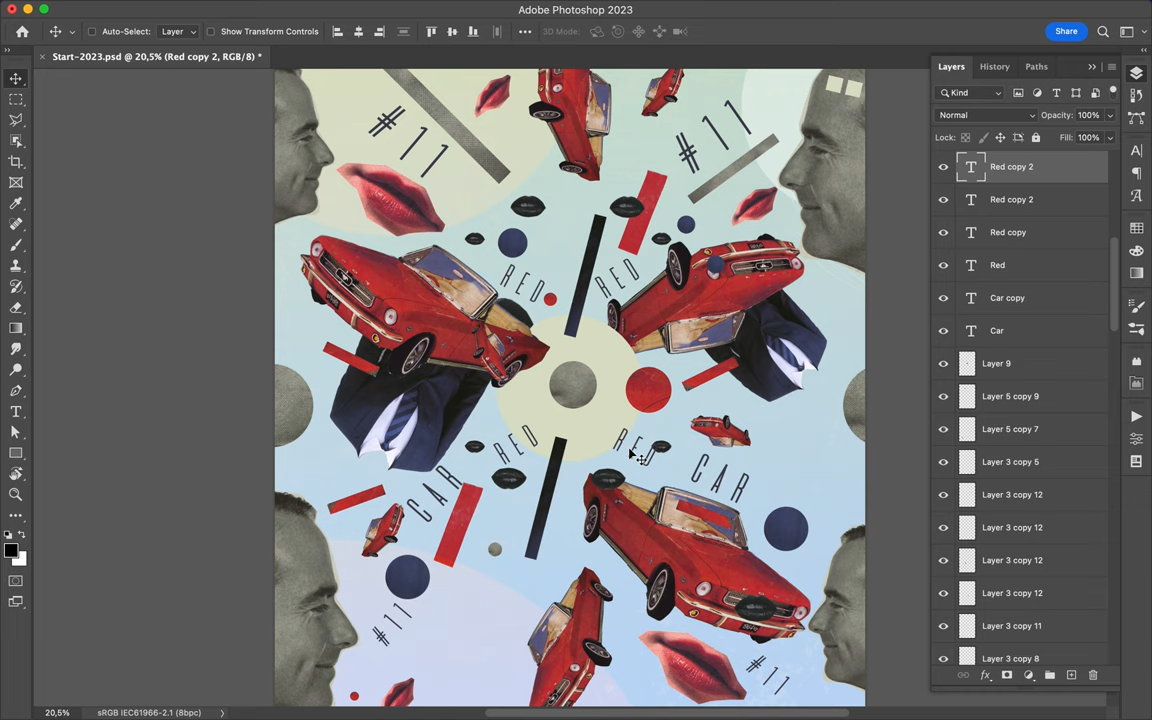 Adobe Photoshop 2023
Auto-Select: Layer Show Transform Controls 3D Mode: Share
Start-2023.psd @ 20,5% (Red copy 2, RGB/8) *
Layers History Paths
Kind
Normal Opacity: 100%
Lock: Fill: 100%
Red copy 2
Red copy 2
Red copy
Red
Car copy
Car
Layer 9
Layer 5 copy 9
Layer 5 copy 7
Layer 3 copy 5
Layer 3 copy 12
Layer 3 copy 12
Layer 3 copy 12
Layer 3 copy 12
Layer 3 copy 11
Layer 3 copy 8
#11
#11
RED
RED
RED
RED
CAR
CAR
#11
#11
20,5% sRGB IEC61966-2.1 (8bpc)